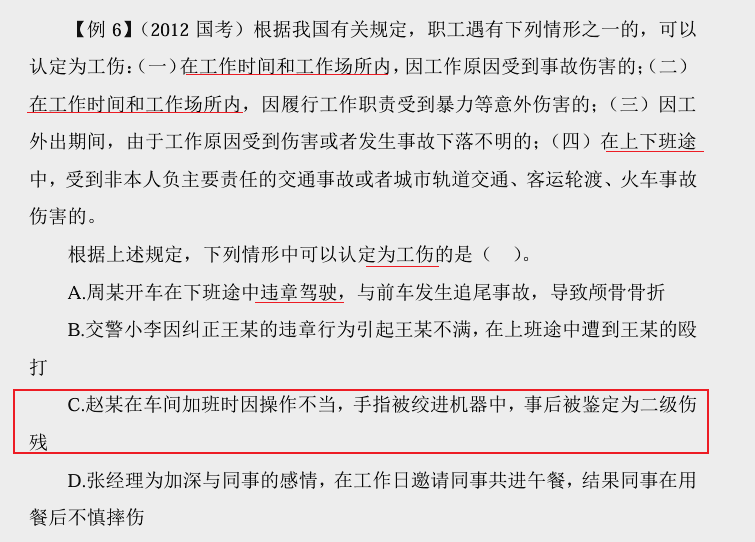 【例 6】（2012 国考）根据我国有关规定，职工遇有下列情形之一的，可以
认定为工伤：（一）在工作时间和工作场所内，因工作原因受到事故伤害的；（二）
在工作时间和工作场所内，因履行工作职责受到暴力等意外伤害的；（三）因工
外出期间，由于工作原因受到伤害或者发生事故下落不明的；（四）在上下班途
中，受到非本人负主要责任的交通事故或者城市轨道交通、客运轮渡、火车事故
伤害的。
根据上述规定，下列情形中可以认定为工伤的是（ ）。
A.周某开车在下班途中违章驾驶，与前车发生追尾事故，导致颅骨骨折
B.交警小李因纠正王某的违章行为引起王某不满，在上班途中遭到王某的殴
打
C.赵某在车间加班时因操作不当，手指被绞进机器中，事后被鉴定为二级伤
残
D.张经理为加深与同事的感情，在工作日邀请同事共进午餐，结果同事在用
餐后不慎摔伤